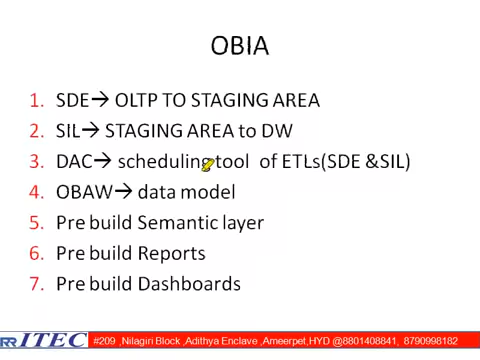 OBIA
1. SDE→ OLTP TO STAGING AREA
2. SIL→ STAGING AREA to DW
3. DAC→ scheduling tool of ETLs(SDE &SIL)
4. OBAW→ data model
5. Pre build Semantic layer
6. Pre build Reports
7. Pre build Dashboards
RR ITEC #209 ,Nilagiri Block ,Adithya Enclave ,Ameerpet,HYD @8801408841, 8790998182